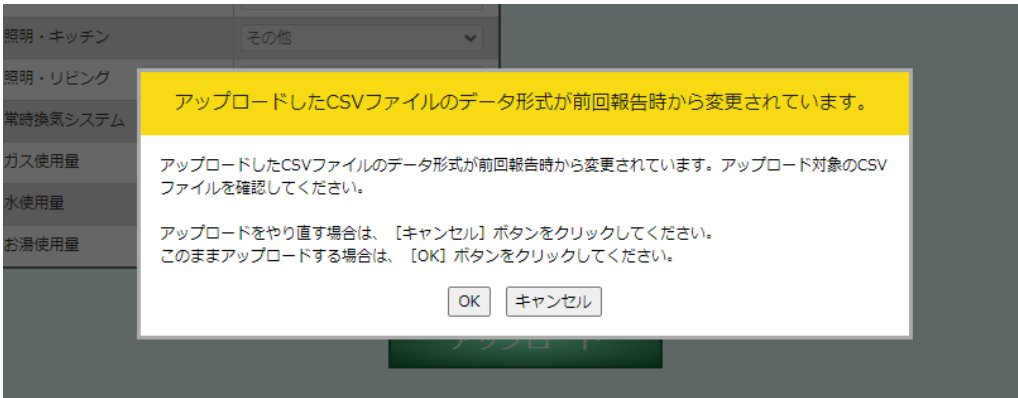 照明・キッチン
その他
照明・リビング
アップロードしたCSVファイルのデータ形式が前回報告時から変更されています。
常時換気システム
ガス使用量
水使用量
お湯使用量
アップロードしたCSVファイルのデータ形式が前回報告時から変更されています。アップロード対象のCSV
ファイルを確認してください。
アップロードをやり直す場合は、［キャンセル］ボタンをクリックしてください。
このままアップロードする場合は、［OK］ボタンをクリックしてください。
OK
キャンセル
アップロード